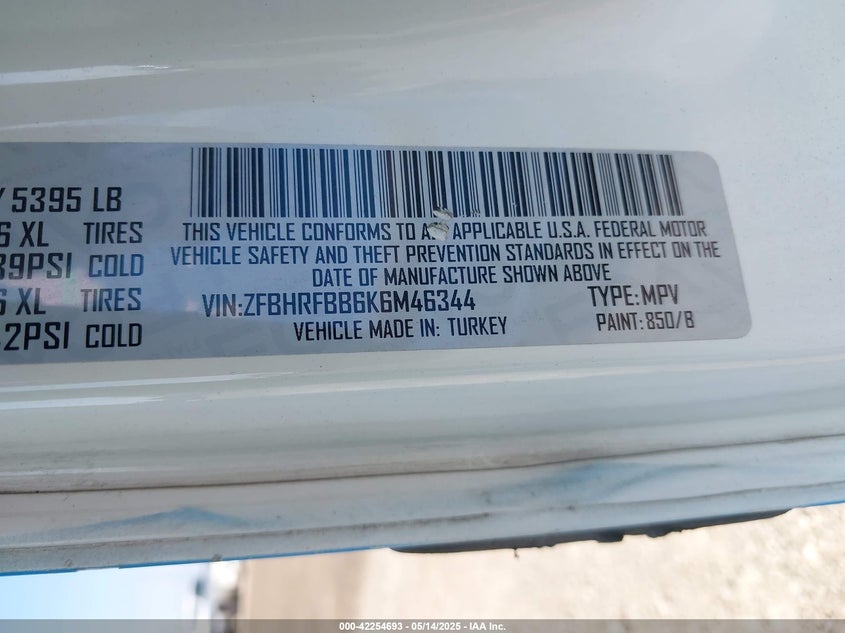 / 5395 LB
6 XL TIRES
39PSI COLD
6 XL TIRES
2PSI COLD
THIS VEHICLE CONFORMS TO APPLICABLE U.S.A. FEDERAL MOTOR
VEHICLE SAFETY AND THEFT PREVENTION STANDARDS IN EFFECT ON THE
DATE OF MANUFACTURE SHOWN ABOVE
VIN:ZFBHRFBB6K6M46344 TYPE:MPV
VEHICLE MADE IN: TURKEY PAINT: 850/B
000-42254693 - 05/14/2025 - IAA Inc.